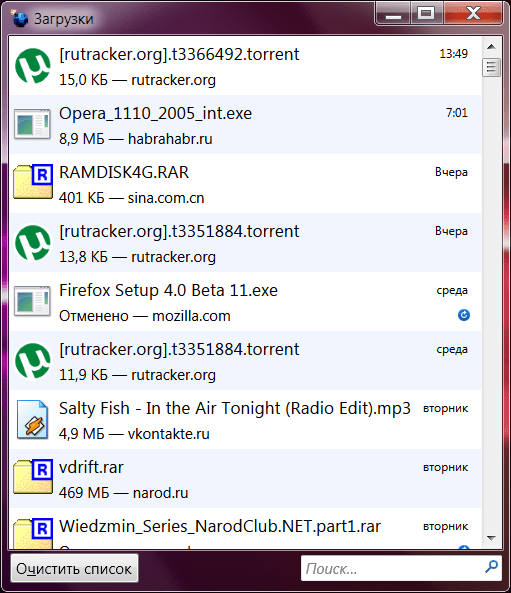 Загрузки
[rutracker.org].t3366492.torrent 13:49
15,0 КБ — rutracker.org
Opera_1110_2005_int.exe 7:01
8,9 МБ — habrahabr.ru
RAMDISK4G.RAR Вчера
401 КБ — sina.com.cn
[rutracker.org].t3351884.torrent Вчера
13,8 КБ — rutracker.org
Firefox Setup 4.0 Beta 11.exe среда
Отменено — mozilla.com
[rutracker.org].t3351884.torrent среда
11,9 КБ — rutracker.org
Salty Fish - In the Air Tonight (Radio Edit).mp3 вторник
4,9 МБ — vkontakte.ru
vdrift.rar вторник
469 МБ — narod.ru
Wiedzmin_Series_NarodClub.NET.part1.rar вторник
Очистить список
Поиск...